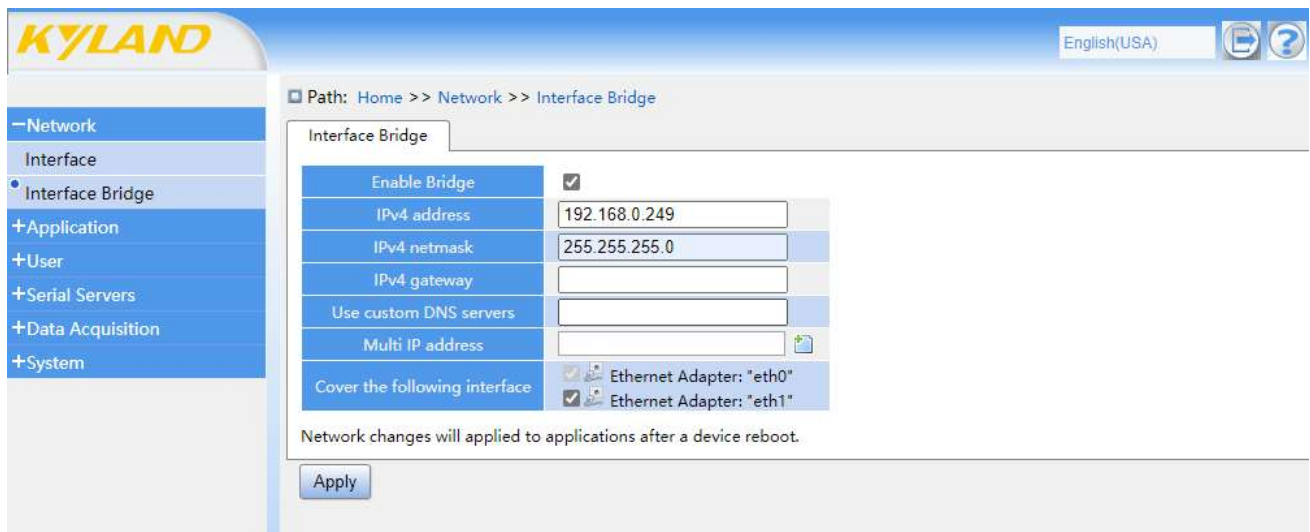 KYLAND
English(USA)
Path: Home >> Network >> Interface Bridge
−Network
Interface
Interface Bridge
+Application
+User
+Serial Servers
+Data Acquisition
+System
Interface Bridge
Enable Bridge
IPv4 address 192.168.0.249
IPv4 netmask 255.255.255.0
IPv4 gateway
Use custom DNS servers
Multi IP address
Cover the following interface
Ethernet Adapter: "eth0"
Ethernet Adapter: "eth1"
Network changes will applied to applications after a device reboot.
Apply